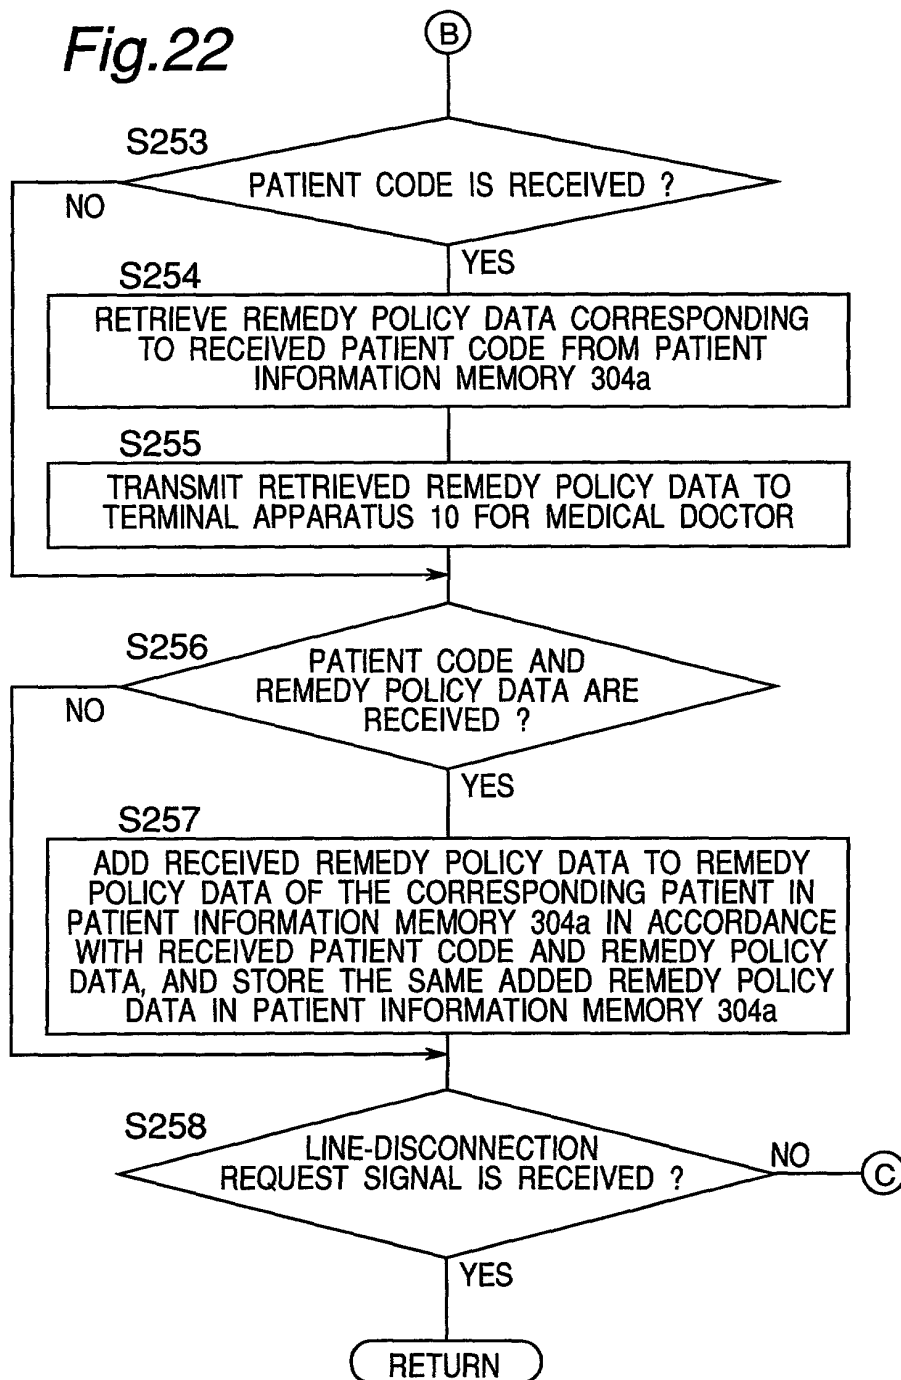 Fig.22
B
S253
PATIENT CODE IS RECEIVED ?
NO
YES
S254
RETRIEVE REMEDY POLICY DATA CORRESPONDING
TO RECEIVED PATIENT CODE FROM PATIENT
INFORMATION MEMORY 304a
S255
TRANSMIT RETRIEVED REMEDY POLICY DATA TO
TERMINAL APPARATUS 10 FOR MEDICAL DOCTOR
S256
PATIENT CODE AND
REMEDY POLICY DATA ARE
RECEIVED ?
NO
YES
S257
ADD RECEIVED REMEDY POLICY DATA TO REMEDY
POLICY DATA OF THE CORRESPONDING PATIENT IN
PATIENT INFORMATION MEMORY 304a IN ACCORDANCE
WITH RECEIVED PATIENT CODE AND REMEDY POLICY
DATA, AND STORE THE SAME ADDED REMEDY POLICY
DATA IN PATIENT INFORMATION MEMORY 304a
S258
LINE-DISCONNECTION
REQUEST SIGNAL IS RECEIVED ?
NO
C
YES
RETURN